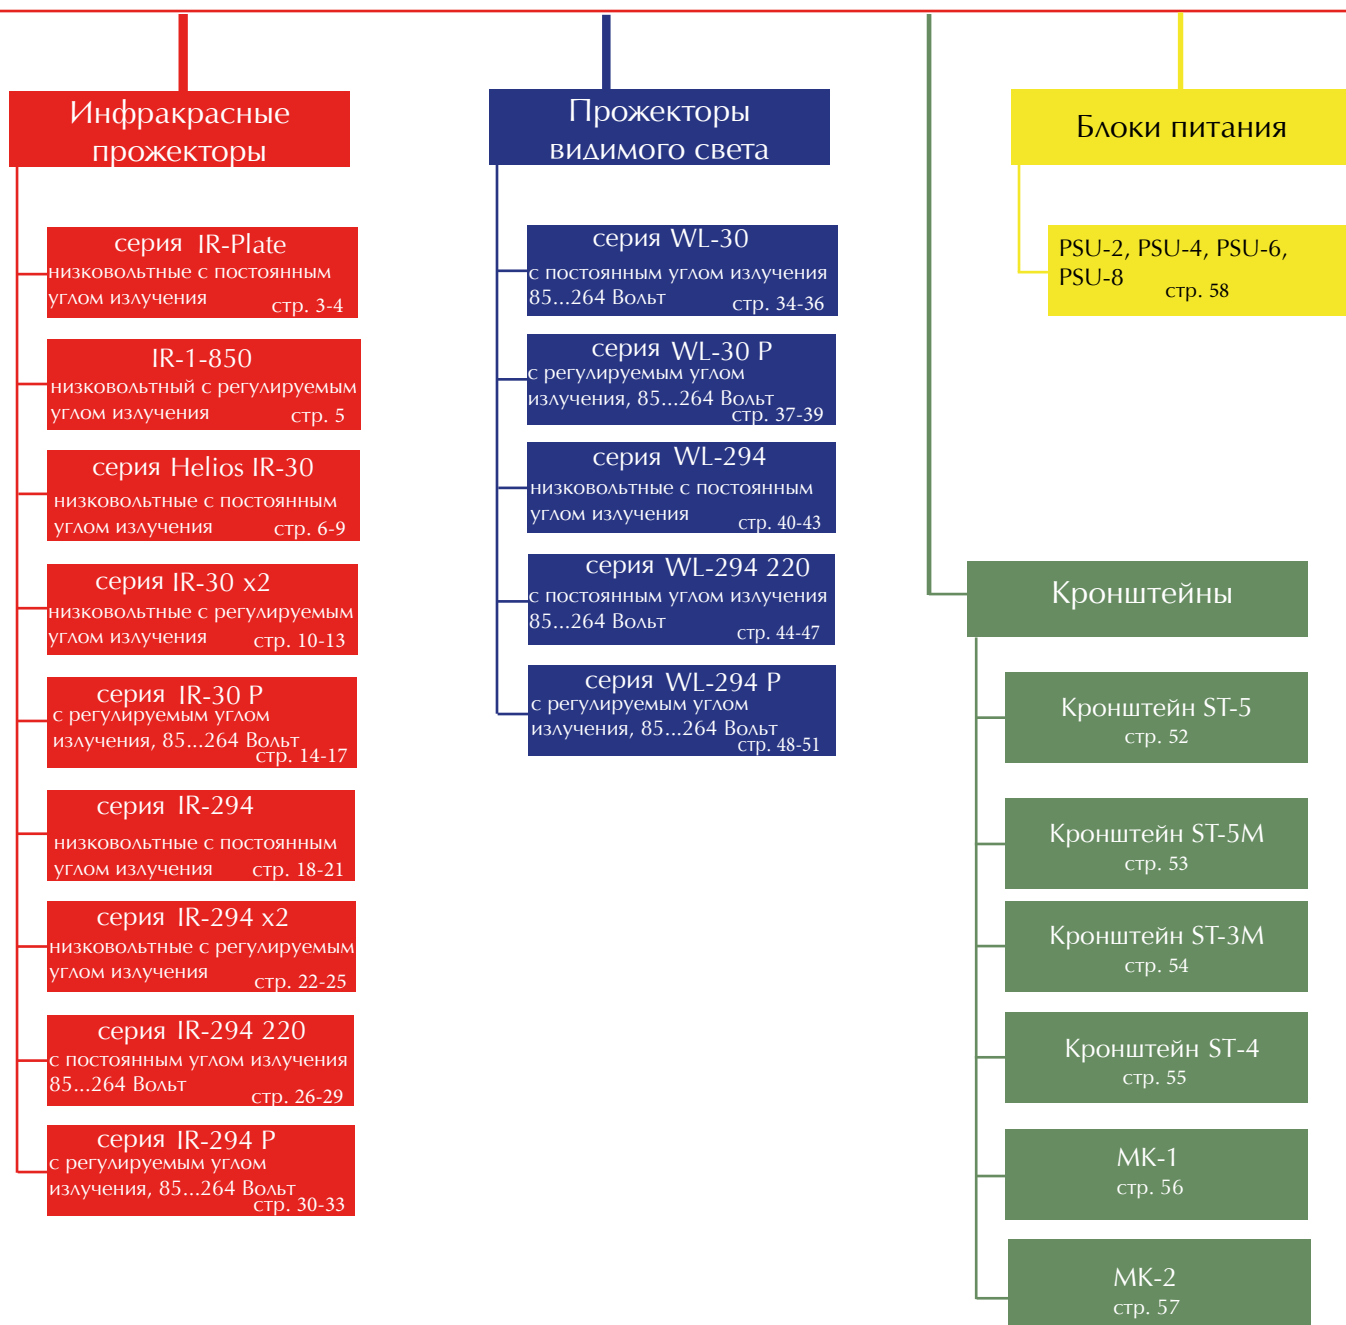 Инфракрасные
прожекторы
серия IR-Plate
низковольтные с постоянным
углом излучения
стр. 3-4
IR-1-850
низковольтный с регулируемым
углом излучения
стр. 5
серия Helios IR-30
низковольтные с постоянным
углом излучения
стр. 6-9
серия IR-30 x2
низковольтные с регулируемым
углом излучения
стр. 10-13
серия IR-30 P
с регулируемым углом
излучения, 85...264 Вольт
стр. 14-17
серия IR-294
низковольтные с постоянным
углом излучения
стр. 18-21
серия IR-294 x2
низковольтные с регулируемым
углом излучения
стр. 22-25
серия IR-294 220
с постоянным углом излучения
85...264 Вольт
стр. 26-29
серия IR-294 P
с регулируемым углом
излучения, 85...264 Вольт
стр. 30-33
Прожекторы
видимого света
серия WL-30
с постоянным углом излучения
85...264 Вольт
стр. 34-36
серия WL-30 P
с регулируемым углом
излучения, 85...264 Вольт
стр. 37-39
серия WL-294
низковольтные с постоянным
углом излучения
стр. 40-43
серия WL-294 220
с постоянным углом излучения
85...264 Вольт
стр. 44-47
серия WL-294 P
с регулируемым углом
излучения, 85...264 Вольт
стр. 48-51
Блоки питания
PSU-2, PSU-4, PSU-6,
PSU-8
стр. 58
Кронштейны
Кронштейн ST-5
стр. 52
Кронштейн ST-5M
стр. 53
Кронштейн ST-3M
стр. 54
Кронштейн ST-4
стр. 55
МК-1
стр. 56
МК-2
стр. 57